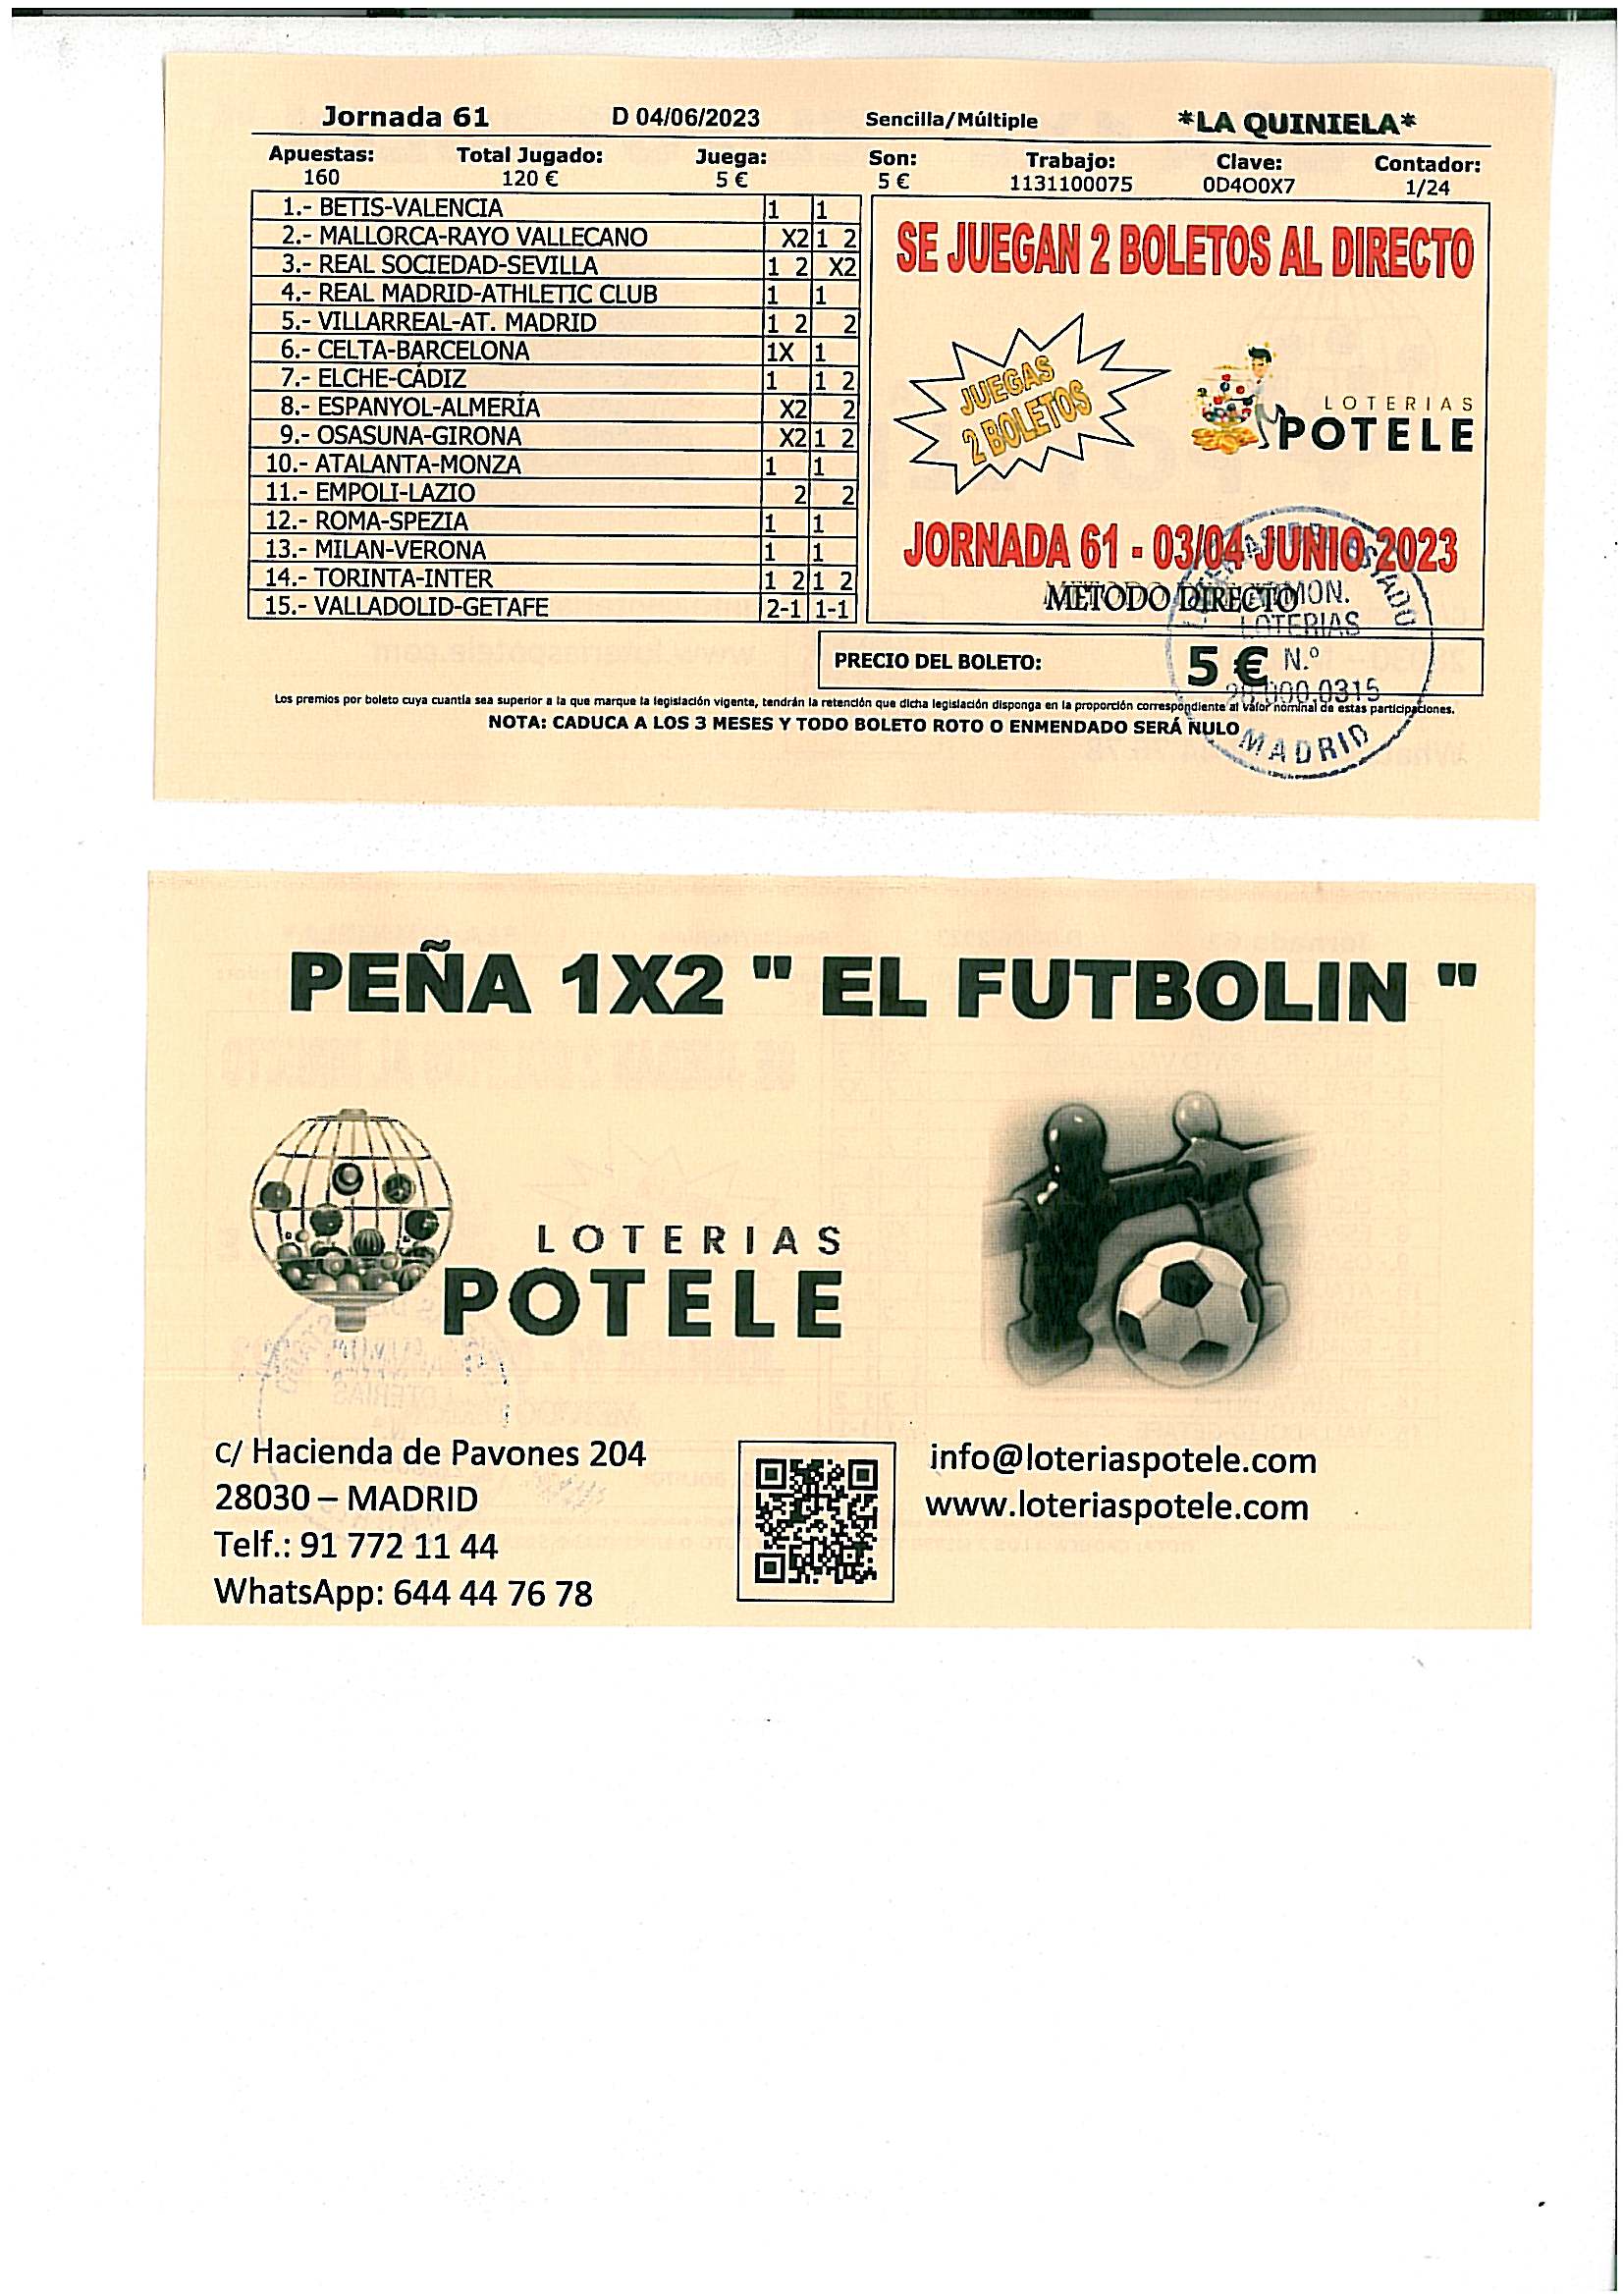 Jornada 61 D 04/06/2023 Sencilla/Múltiple *LA QUINIELA*
Apuestas: Total Jugado: Juega: Son: Trabajo: Clave: Contador:
160 120 € 5 € 5 € 1131100075 0D4O0X7 1/24
1.- BETIS-VALENCIA 1 1
2.- MALLORCA-RAYO VALLECANO X2 1 2
3.- REAL SOCIEDAD-SEVILLA 1 2 X2
4.- REAL MADRID-ATHLETIC CLUB 1 1
5.- VILLARREAL-AT. MADRID 1 2 2
6.- CELTA-BARCELONA 1X 1
7.- ELCHE-CÁDIZ 1 1 2
8.- ESPANYOL-ALMERÍA X2 2
9.- OSASUNA-GIRONA X2 1 2
10.- ATALANTA-MONZA 1 1
11.- EMPOLI-LAZIO 2 2
12.- ROMA-SPEZIA 1 1
13.- MILAN-VERONA 1 1
14.- TORINTA-INTER 1 2 1 2
15.- VALLADOLID-GETAFE 2-1 1-1
SE JUEGAN 2 BOLETOS AL DIRECTO
JUEGAS
2 BOLETOS
LOTERIAS
POTELE
JORNADA 61 - 03/04 JUNIO 2023
METODO DIRECTO
LOTERIAS
N.º
MADRID
PRECIO DEL BOLETO: 5 €
Los premios por boleto cuya cuantía sea superior a la que marque la legislación vigente, tendrán la retención que dicha legislación disponga en la proporción correspondiente al valor nominal de estas participaciones.
NOTA: CADUCA A LOS 3 MESES Y TODO BOLETO ROTO O ENMENDADO SERÁ NULO
PEÑA 1X2 " EL FUTBOLIN "
LOTERIAS
POTELE
c/ Hacienda de Pavones 204
28030 – MADRID
Telf.: 91 772 11 44
WhatsApp: 644 44 76 78
info@loteriaspotele.com
www.loteriaspotele.com